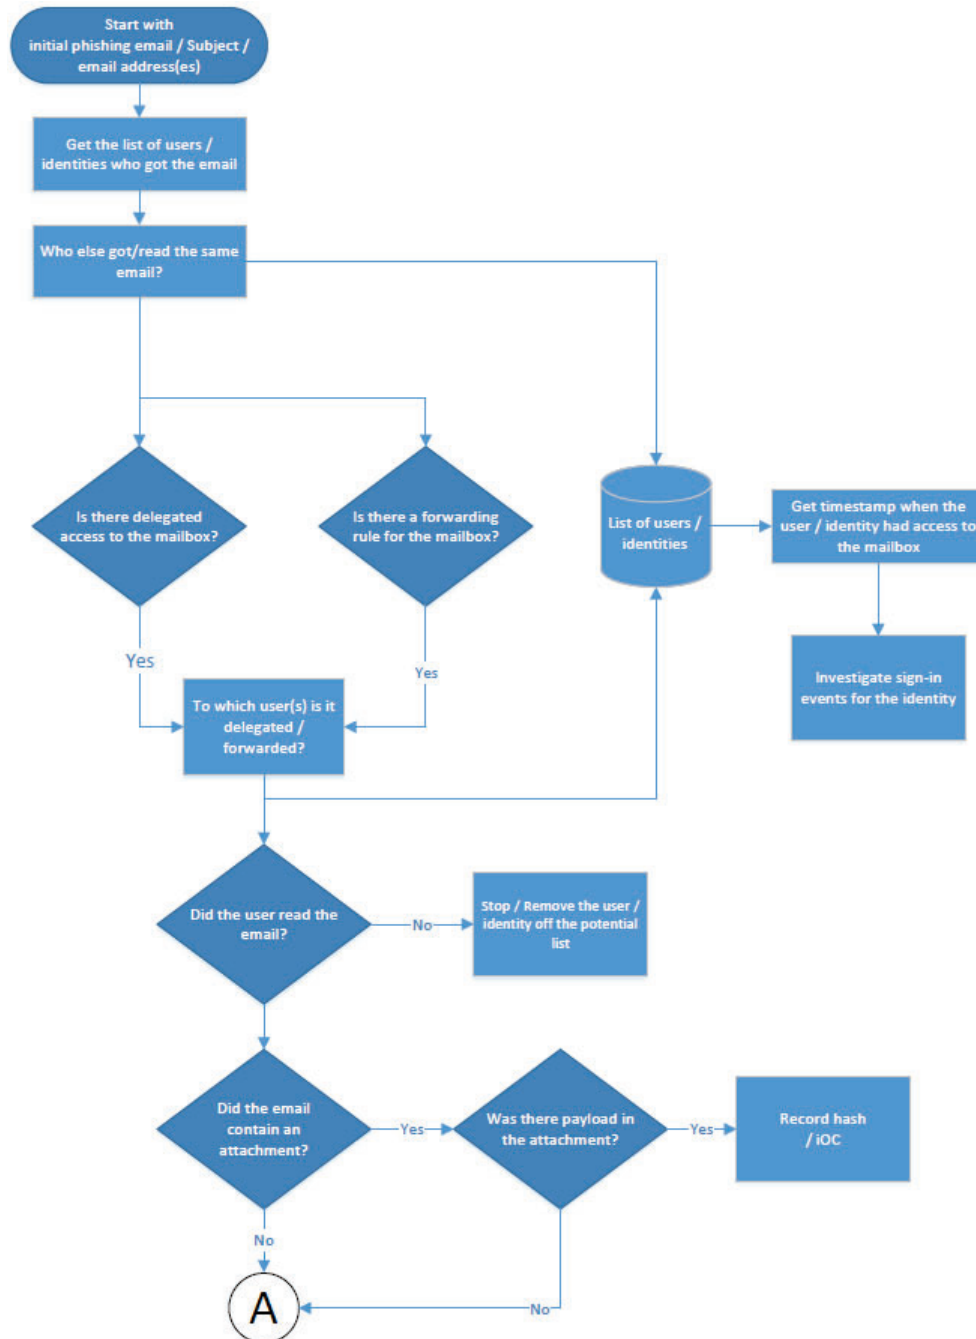 Start with
initial phishing email / Subject /
email address(es)
Get the list of users /
identities who got the email
Who else got/read the same
email?
Is there delegated
access to the mailbox?
Is there a forwarding
rule for the mailbox?
List of users /
identities
Get timestamp when the
user / identity had access to
the mailbox
Yes
Yes
Investigate sign-in
events for the identity
To which user(s) is it
delegated /
forwarded?
Did the user read the
email?
No
Stop / Remove the user /
identity off the potential
list
Did the email
contain an
attachment?
Yes
Was there payload in
the attachment?
Yes
Record hash
/ iOC
No
A
No